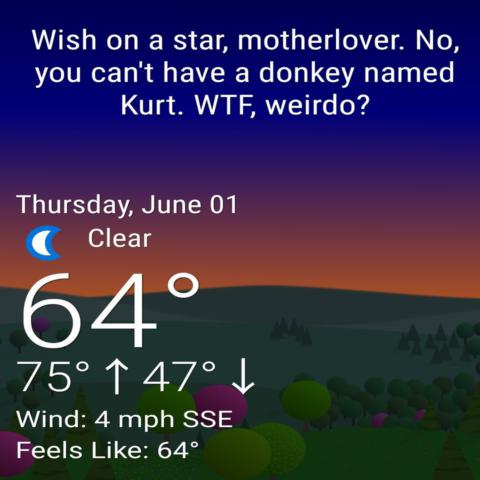 Wish on a star, motherlover. No,
you can't have a donkey named
Kurt. WTF, weirdo?
Thursday, June 01
Clear
64°
75° ↑ 47° ↓
Wind: 4 mph SSE
Feels Like: 64°